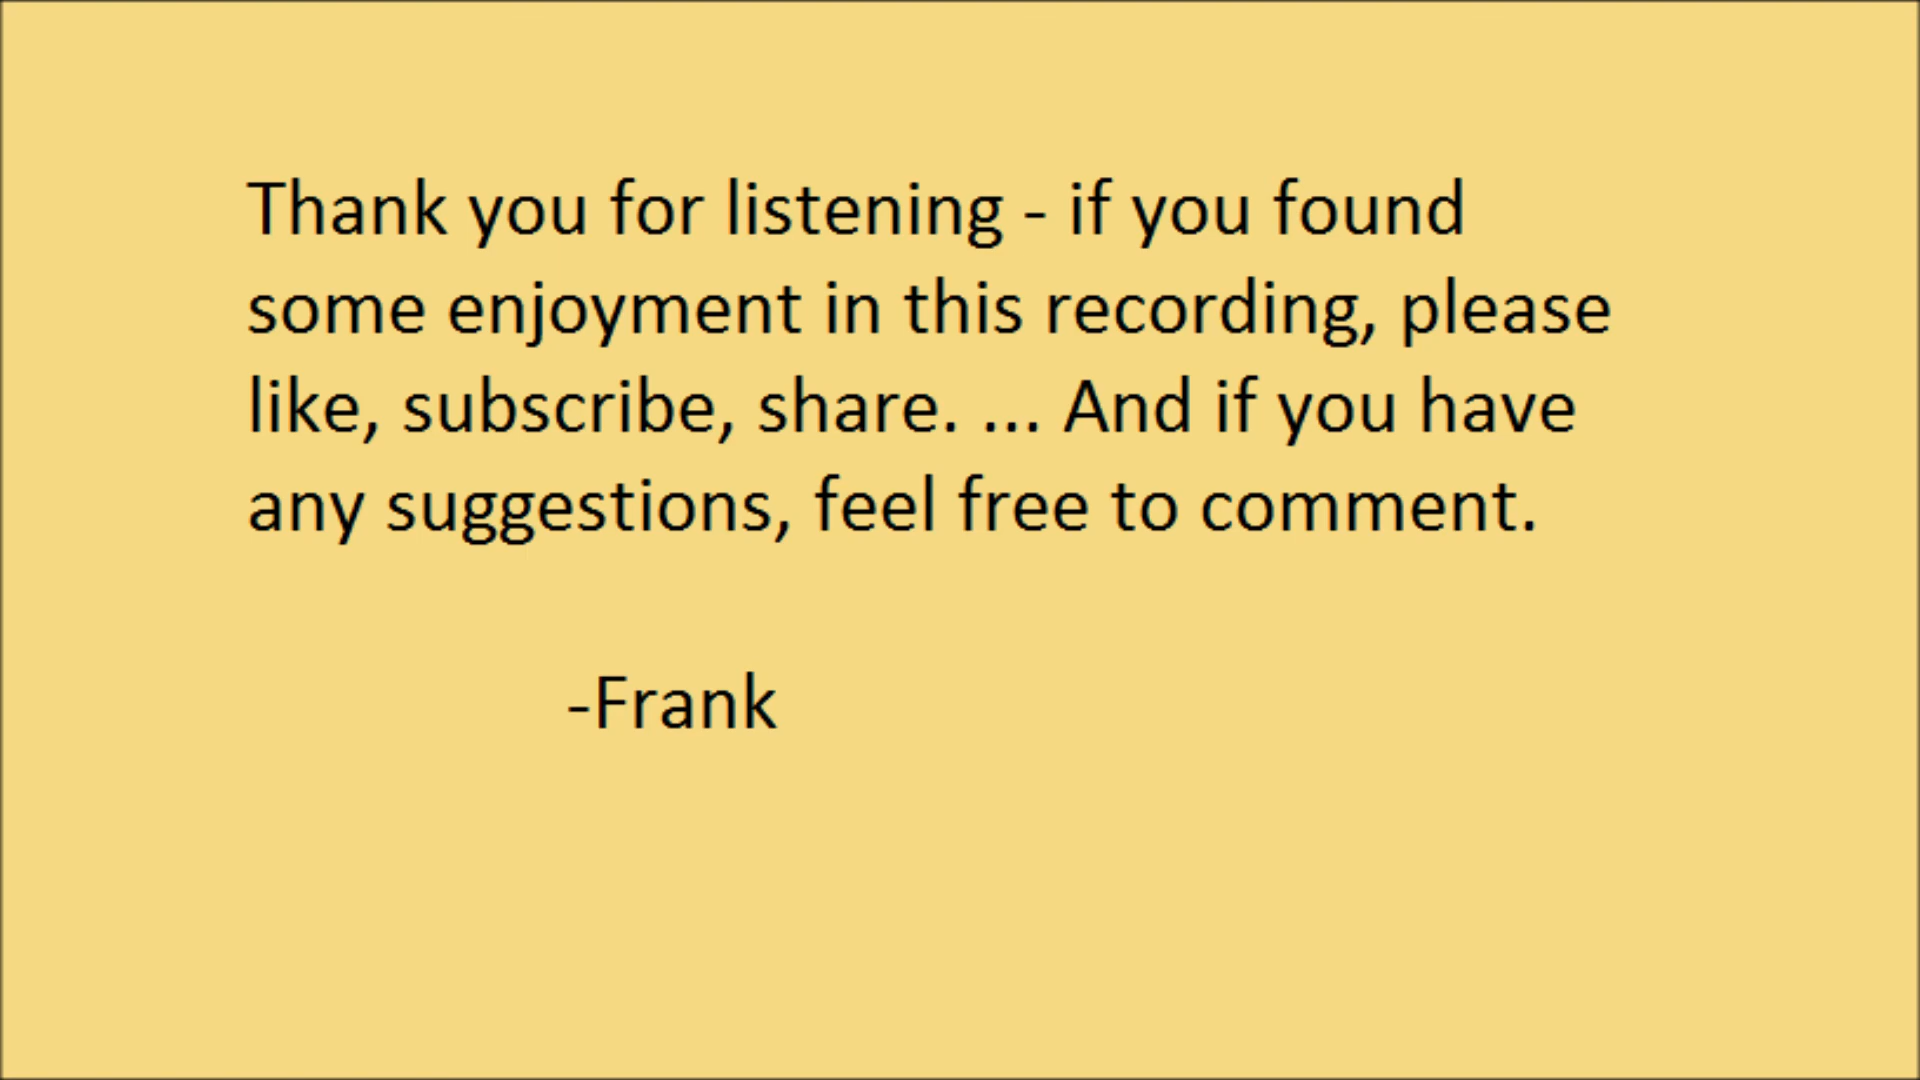 Thank you for listening - if you found
some enjoyment in this recording, please
like, subscribe, share. ... And if you have
any suggestions, feel free to comment.
-Frank